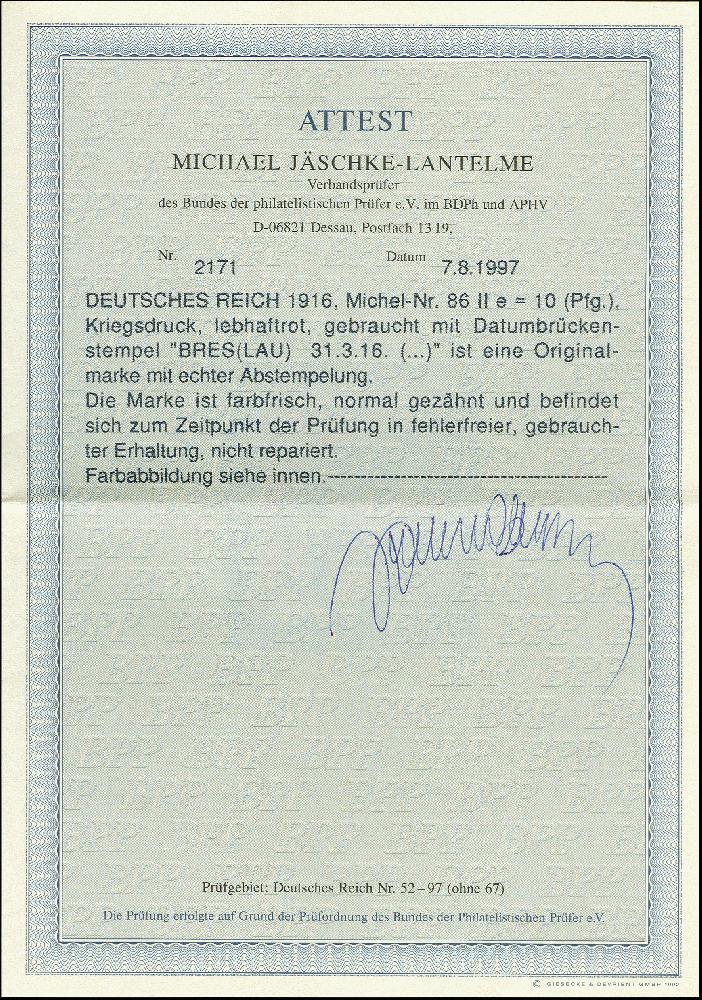 ATTEST
MICHAEL JÄSCHKE-LANTELME
Verbandsprüfer
des Bundes der philatelistischen Prüfer e.V. im BDPh und APHV
D-06821 Dessau, Postfach 13 19,
Nr. 2171 Datum 7.8.1997
DEUTSCHES REICH 1916, Michel-Nr. 86 II e = 10 (Pfg.),
Kriegsdruck, lebhaftrot, gebraucht mit Datumbrücken-
stempel "BRES(LAU) 31.3.16. (...)" ist eine Original-
marke mit echter Abstempelung.
Die Marke ist farbfrisch, normal gezähnt und befindet
sich zum Zeitpunkt der Prüfung in fehlerfreier, gebrauch-
ter Erhaltung, nicht repariert.
Farbabbildung siehe innen.-------------------------------------------
Prüfgebiet: Deutsches Reich Nr. 52–97 (ohne 67)
Die Prüfung erfolgte auf Grund der Prüfordnung des Bundes der Philatelistischen Prüfer e.V.
© GIESECKE & DEVRIENT GMBH 1992